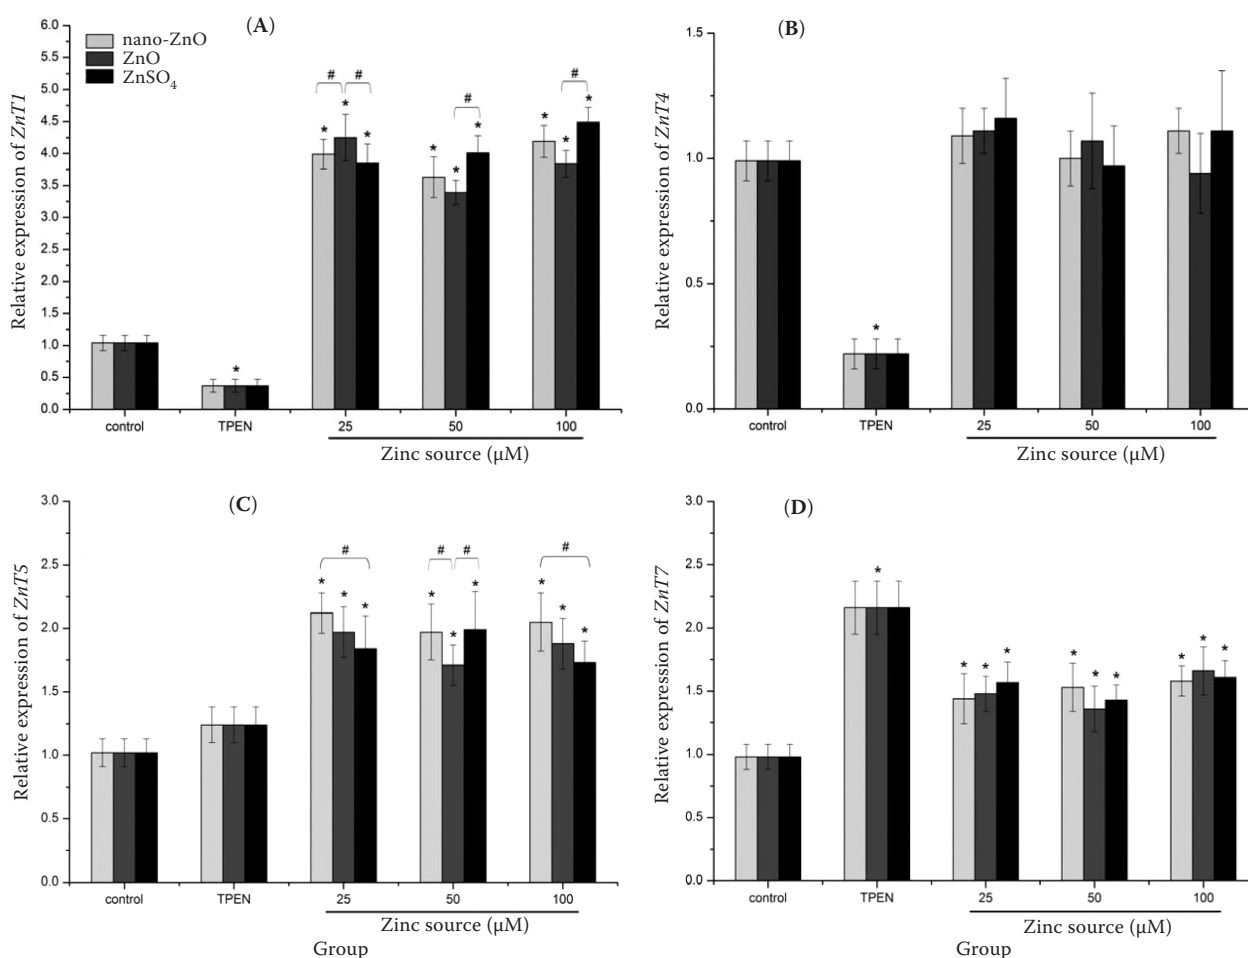 (A)
nano-ZnO
ZnO
ZnSO4
Relative expression of ZnT1
6.0
5.5
5.0
4.5
4.0
3.5
3.0
2.5
2.0
1.5
1.0
0.5
0.0
# # # #
* * * * * * * * * *
control TPEN 25 50 100
Zinc source (µM)
(B)
Relative expression of ZnT4
1.5
1.0
0.5
0.0
*
control TPEN 25 50 100
Zinc source (µM)
(C)
Relative expression of ZnT5
3.0
2.5
2.0
1.5
1.0
0.5
0.0
# # # #
* * * * * * * * *
control TPEN 25 50 100
Zinc source (µM)
Group
(D)
Relative expression of ZnT7
3.0
2.5
2.0
1.5
1.0
0.5
0.0
* * * * * * * * * *
control TPEN 25 50 100
Zinc source (µM)
Group